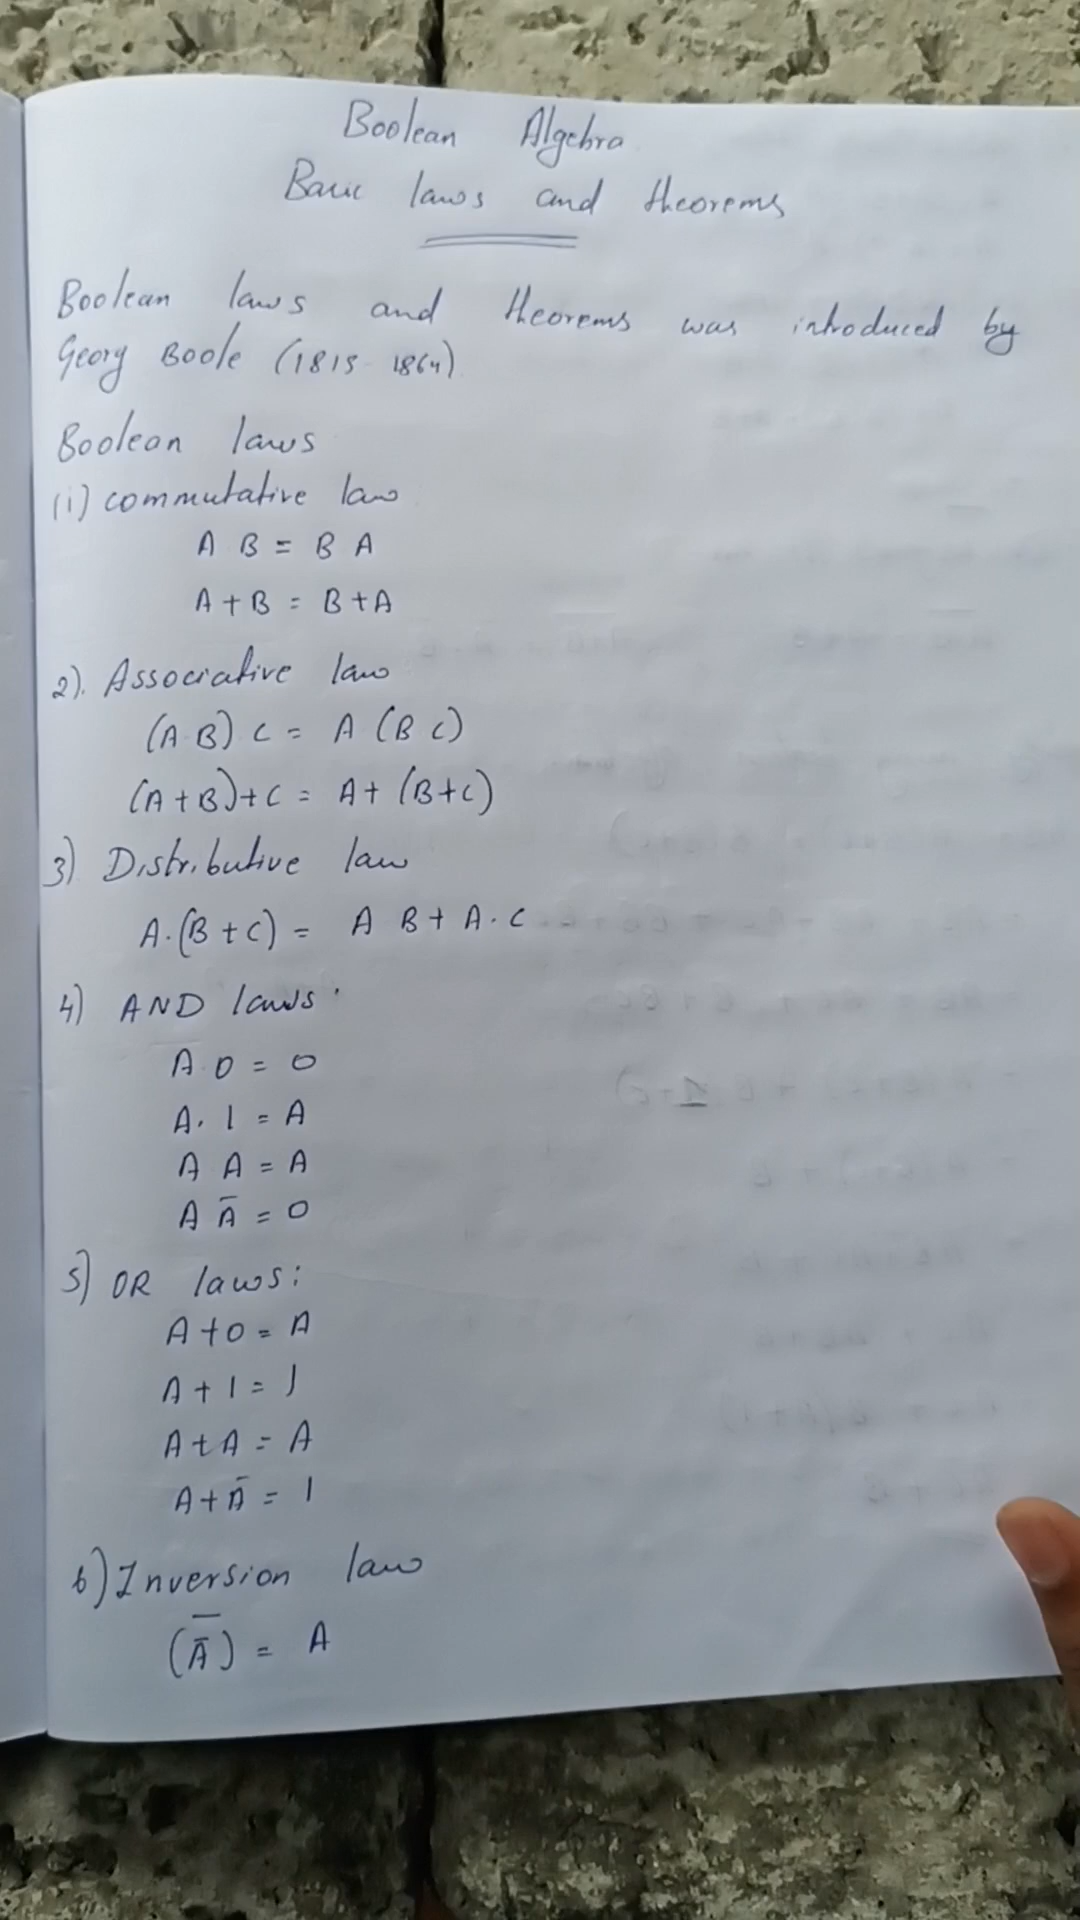 Boolean Algebra
Basic laws and theorems
Boolean laws and theorems was introduced by
Georg Boole (1815 - 1864)
Boolean laws
(1) commutative law
A B = B A
A + B = B + A
2). Associative law
(A·B) C = A (B C)
(A + B) + C = A + (B + C)
3) Distributive law
A·(B + C) = A B + A·C
4) AND laws:
A·0 = 0
A·1 = A
A A = A
A Ā = 0
5) OR laws:
A + 0 = A
A + 1 = 1
A + A = A
A + Ā = 1
6) Inversion law
(Ā)̅ = A